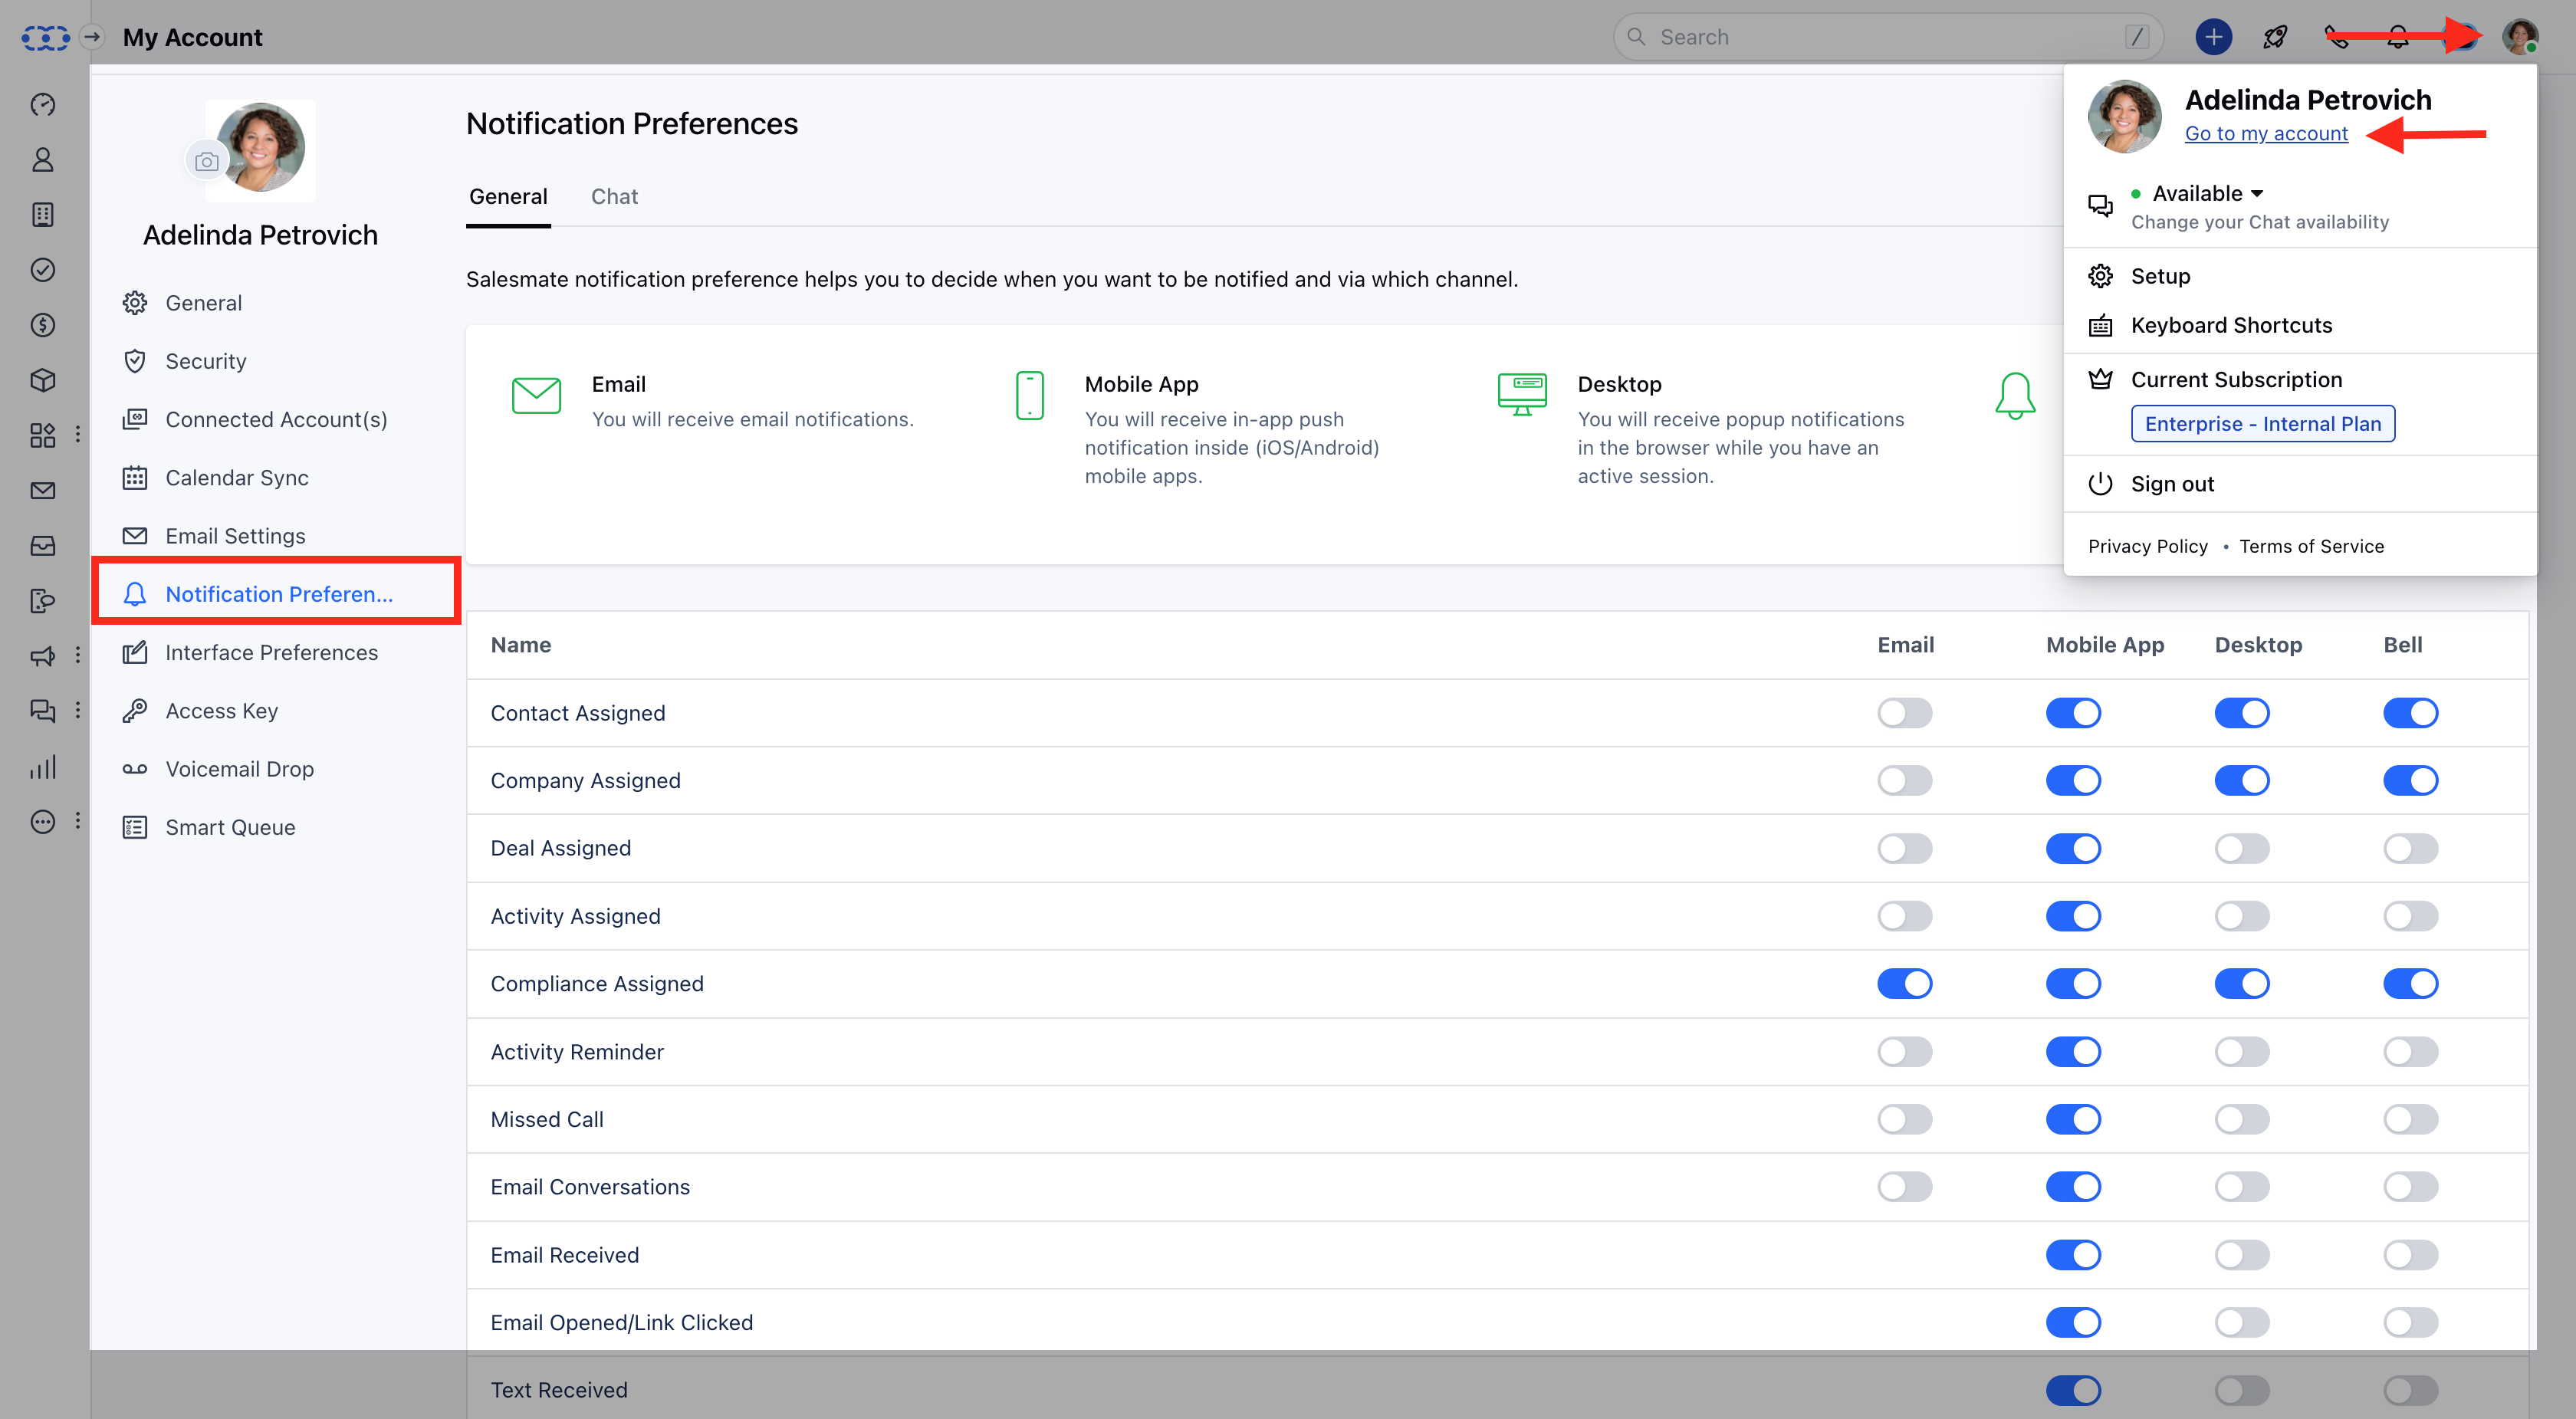 My Account
Search
/
Adelinda Petrovich
Go to my account
Available
Change your Chat availability
Setup
Keyboard Shortcuts
Current Subscription
Enterprise - Internal Plan
Sign out
Privacy Policy • Terms of Service
Adelinda Petrovich
General
Security
Connected Account(s)
Calendar Sync
Email Settings
Notification Preferen...
Interface Preferences
Access Key
Voicemail Drop
Smart Queue
Notification Preferences
General Chat
Salesmate notification preference helps you to decide when you want to be notified and via which channel.
Email
You will receive email notifications.
Mobile App
You will receive in-app push
notification inside (iOS/Android)
mobile apps.
Desktop
You will receive popup notifications
in the browser while you have an
active session.
Name Email Mobile App Desktop Bell
Contact Assigned
Company Assigned
Deal Assigned
Activity Assigned
Compliance Assigned
Activity Reminder
Missed Call
Email Conversations
Email Received
Email Opened/Link Clicked
Text Received